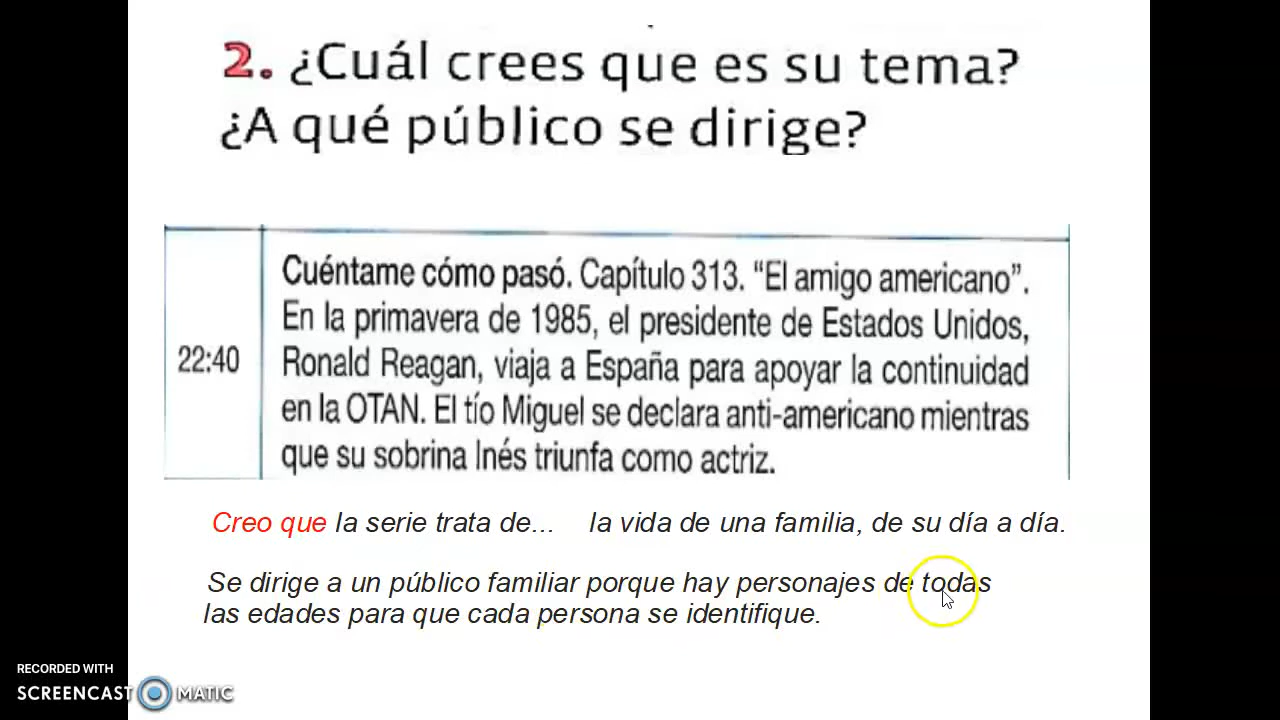 2. ¿Cuál crees que es su tema?
¿A qué público se dirige?
Cuéntame cómo pasó. Capítulo 313. “El amigo americano”.
En la primavera de 1985, el presidente de Estados Unidos,
22:40 Ronald Reagan, viaja a España para apoyar la continuidad
en la OTAN. El tío Miguel se declara anti-americano mientras
que su sobrina Inés triunfa como actriz.
Creo que la serie trata de... la vida de una familia, de su día a día.
Se dirige a un público familiar porque hay personajes de todas
las edades para que cada persona se identifique.
RECORDED WITH
SCREENCAST MATIC